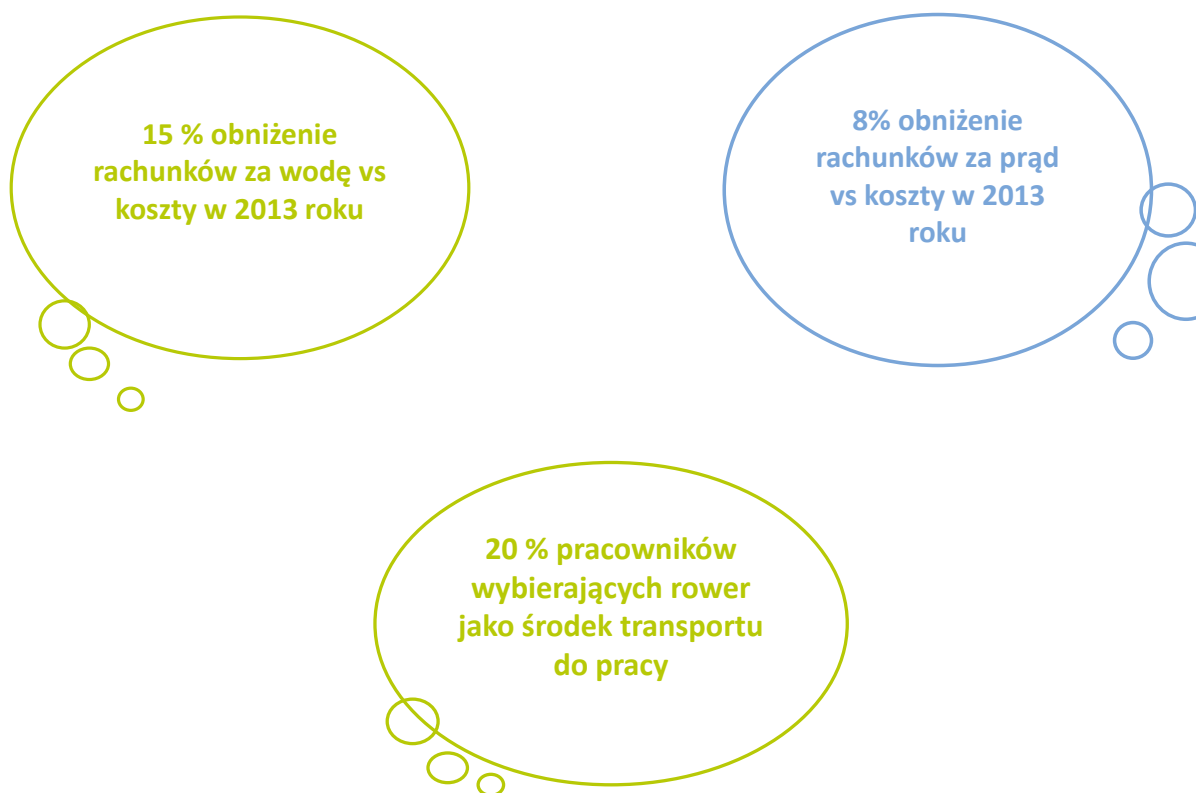 15 % obniżenie
rachunków za wodę vs
koszty w 2013 roku
8% obniżenie
rachunków za prąd
vs koszty w 2013
roku
20 % pracowników
wybierających rower
jako środek transportu
do pracy